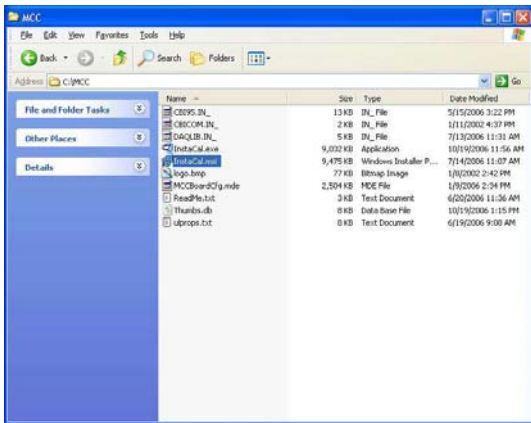 MCC
File Edit View Favorites Tools Help
Back Search Folders
Address C:\MCC Go
File and Folder Tasks
Other Places
Details
Name Size Type Date Modified
CBI95.IN_ 13 KB IN_ File 5/15/2006 3:22 PM
CBICOM.IN_ 2 KB IN_ File 1/11/2002 4:37 PM
DAQLIB.IN_ 5 KB IN_ File 7/13/2006 11:31 AM
InstaCal.exe 9,032 KB Application 10/19/2006 11:56 AM
InstaCal.msi 9,475 KB Windows Installer P... 7/14/2006 11:07 AM
logo.bmp 77 KB Bitmap Image 1/8/2002 2:42 PM
MCCBoardCfg.mde 2,504 KB MDE File 1/9/2006 2:34 PM
ReadMe.txt 3 KB Text Document 6/20/2006 11:36 AM
Thumbs.db 8 KB Data Base File 10/19/2006 1:15 PM
ulprops.txt 8 KB Text Document 6/19/2006 9:08 AM